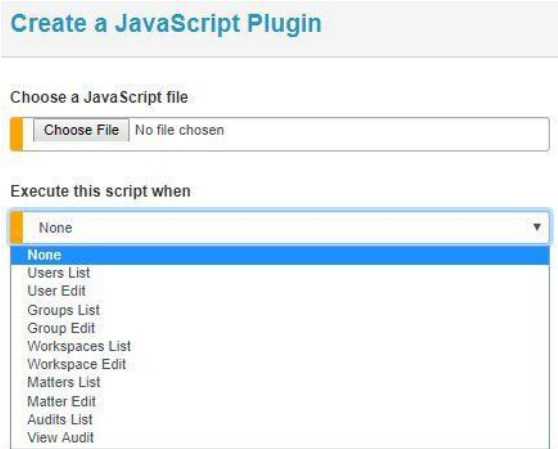 Create a JavaScript Plugin
Choose a JavaScript file
Choose File No file chosen
Execute this script when
None
None
Users List
User Edit
Groups List
Group Edit
Workspaces List
Workspace Edit
Matters List
Matter Edit
Audits List
View Audit